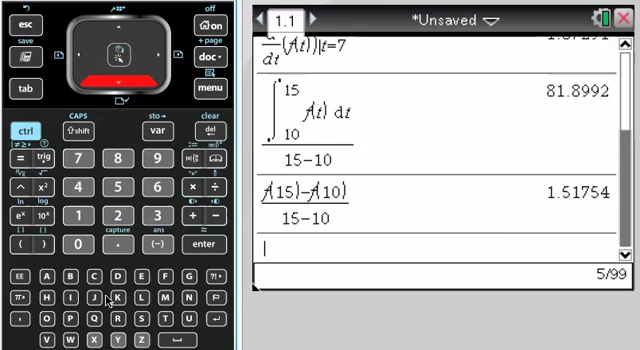 off
esc
on
save
+ page
doc
tab
menu
CAPS
sto→
clear
ctrl
shift
var
del
= trig 7 8 9
^ x² 4 5 6 × ÷
ln log
eˣ 10ˣ 1 2 3 + −
capture ans
( ) 0 . (−) enter
EE A B C D E F G ?!
π H I J K L M N
, O P Q R S T U
V W X Y Z
1.1 *Unsaved
d/dt (f(t))|t=7
∫ 15 10 f(t) dt
15−10
81.8992
f(15)−f(10)
15−10
1.51754
5/99